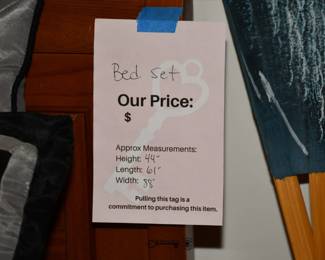 Bed set
Our Price:
$
Approx Measurements:
Height: 44"
Length: 61"
Width: 88"
Pulling this tag is a
commitment to purchasing this item.